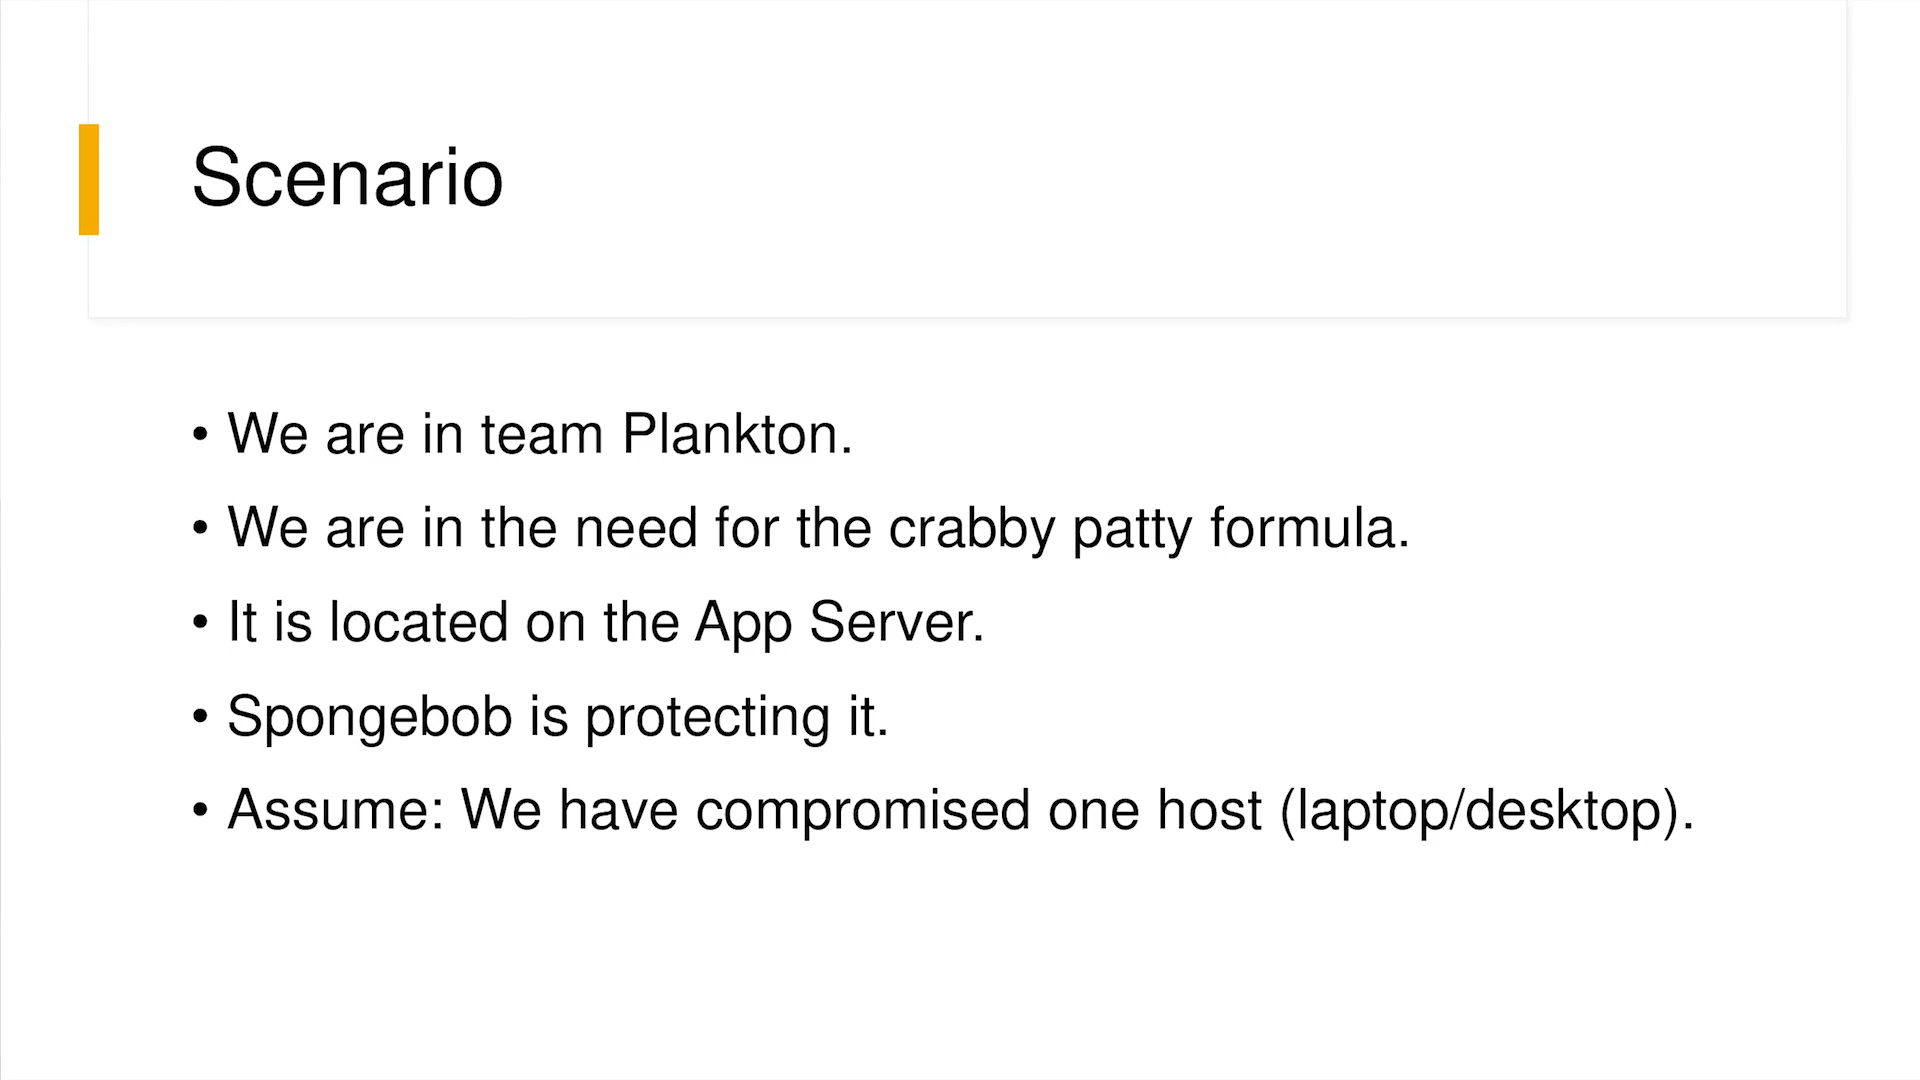 Scenario
• We are in team Plankton.
• We are in the need for the crabby patty formula.
• It is located on the App Server.
• Spongebob is protecting it.
• Assume: We have compromised one host (laptop/desktop).